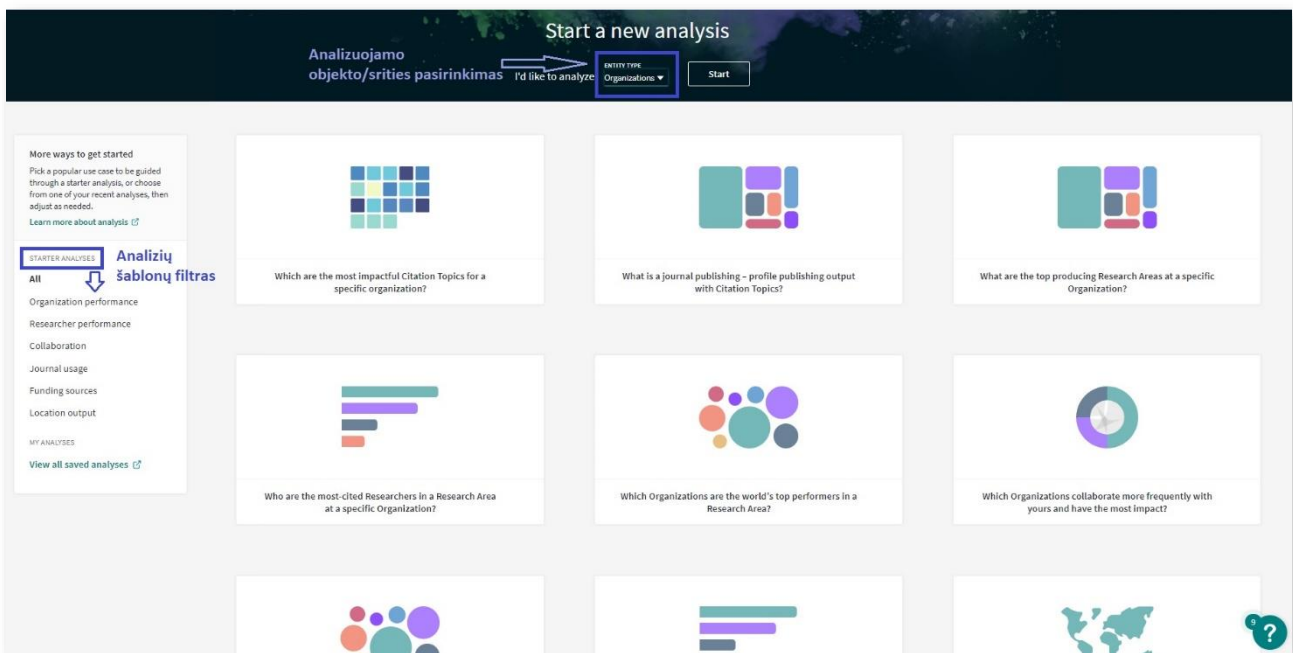 Start a new analysis
Analizuojamo
objekto/srities pasirinkimas
I'd like to analyze
ENTITY TYPE
Organizations
Start
More ways to get started
Pick a popular use case to be guided
through a starter analysis, or choose
from one of your recent analyses, then
adjust as needed.
Learn more about analysis
STARTER ANALYSES
Analizių
šablonų filtras
All
Organization performance
Researcher performance
Collaboration
Journal usage
Funding sources
Location output
MY ANALYSES
View all saved analyses
Which are the most impactful Citation Topics for a
specific organization?
What is a journal publishing – profile publishing output
with Citation Topics?
What are the top producing Research Areas at a specific
Organization?
Who are the most-cited Researchers in a Research Area
at a specific Organization?
Which Organizations are the world's top performers in a
Research Area?
Which Organizations collaborate more frequently with
yours and have the most impact?
9
?